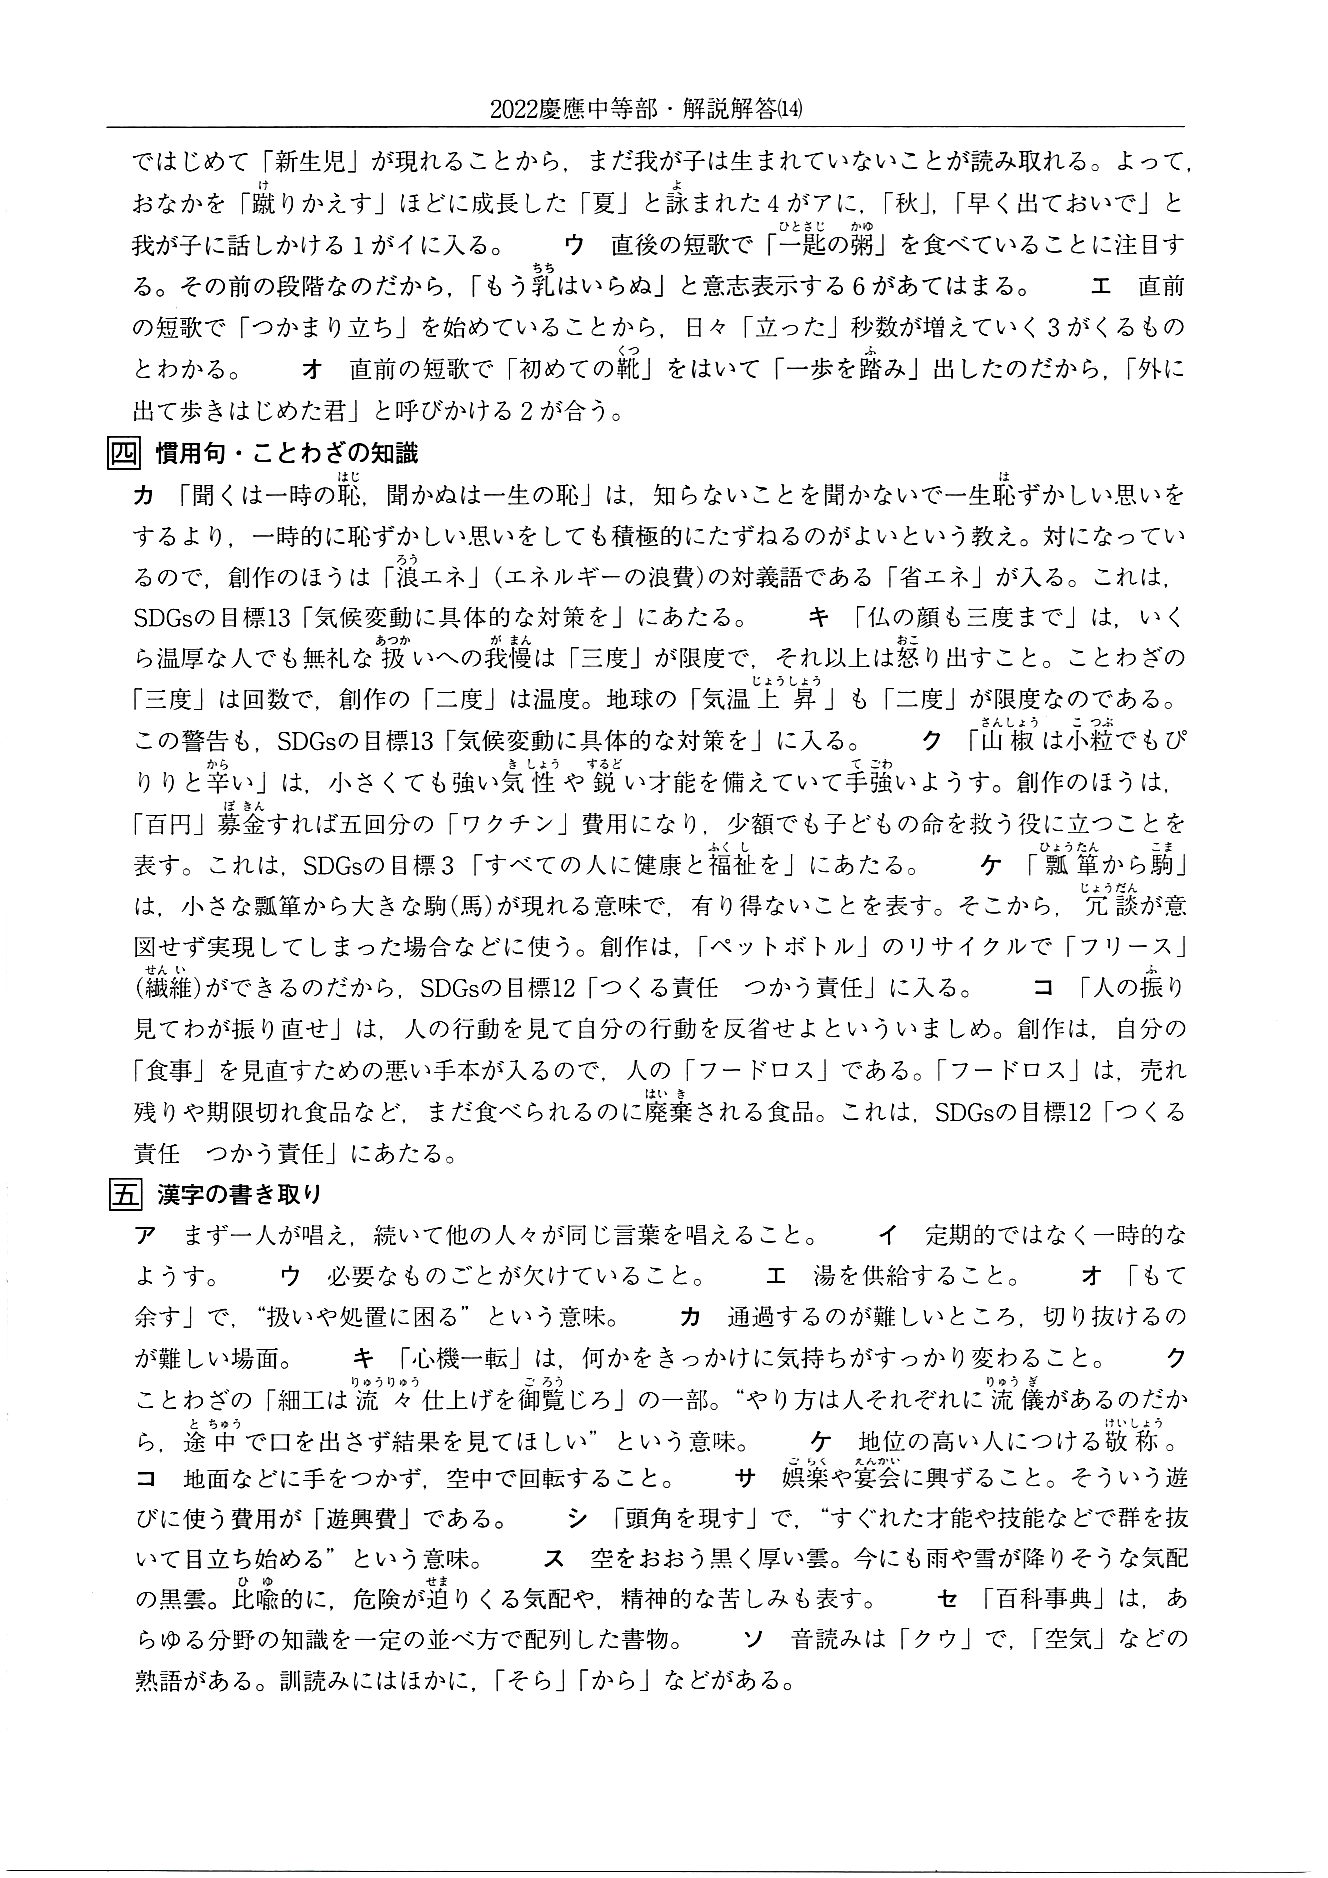 2022慶應中等部・解説解答⒁
ではじめて「新生児」が現れることから，まだ我が子は生まれていないことが読み取れる。よって，
おなかを「蹴りかえす」ほどに成長した「夏」と詠まれた4がアに，「秋」，「早く出ておいで」と
我が子に話しかける1がイに入る。　　ウ　直後の短歌で「一匙の粥」を食べていることに注目す
る。その前の段階なのだから，「もう乳はいらぬ」と意志表示する6があてはまる。　　エ　直前
の短歌で「つかまり立ち」を始めていることから，日々「立った」秒数が増えていく3がくるもの
とわかる。　　オ　直前の短歌で「初めての靴」をはいて「一歩を踏み」出したのだから，「外に
出て歩きはじめた君」と呼びかける2が合う。
四　慣用句・ことわざの知識
カ　「聞くは一時の恥，聞かぬは一生の恥」は，知らないことを聞かないで一生恥ずかしい思いを
するより，一時的に恥ずかしい思いをしても積極的にたずねるのがよいという教え。対になってい
るので，創作のほうは「浪エネ」(エネルギーの浪費)の対義語である「省エネ」が入る。これは，
SDGsの目標13「気候変動に具体的な対策を」にあたる。　　キ　「仏の顔も三度まで」は，いく
ら温厚な人でも無礼な扱いへの我慢は「三度」が限度で，それ以上は怒り出すこと。ことわざの
「三度」は回数で，創作の「二度」は温度。地球の「気温上昇」も「二度」が限度なのである。
この警告も，SDGsの目標13「気候変動に具体的な対策を」に入る。　　ク　「山椒は小粒でもぴ
りりと辛い」は，小さくても強い気性や鋭い才能を備えていて手強いようす。創作のほうは，
「百円」募金すれば五回分の「ワクチン」費用になり，少額でも子どもの命を救う役に立つことを
表す。これは，SDGsの目標3「すべての人に健康と福祉を」にあたる。　　ケ　「瓢箪から駒」
は，小さな瓢箪から大きな駒(馬)が現れる意味で，有り得ないことを表す。そこから，冗談が意
図せず実現してしまった場合などに使う。創作は，「ペットボトル」のリサイクルで「フリース」
(繊維)ができるのだから，SDGsの目標12「つくる責任　つかう責任」に入る。　　コ　「人の振り
見てわが振り直せ」は，人の行動を見て自分の行動を反省せよといういましめ。創作は，自分の
「食事」を見直すための悪い手本が入るので，人の「フードロス」である。「フードロス」は，売れ
残りや期限切れ食品など，まだ食べられるのに廃棄される食品。これは，SDGsの目標12「つくる
責任　つかう責任」にあたる。
五　漢字の書き取り
ア　まず一人が唱え，続いて他の人々が同じ言葉を唱えること。　　イ　定期的ではなく一時的な
ようす。　　ウ　必要なものごとが欠けていること。　　エ　湯を供給すること。　　オ　「もて
余す」で，“扱いや処置に困る”という意味。　　カ　通過するのが難しいところ，切り抜けるの
が難しい場面。　　キ　「心機一転」は，何かをきっかけに気持ちがすっかり変わること。　　ク
ことわざの「細工は流々仕上げを御覧じろ」の一部。“やり方は人それぞれに流儀があるのだか
ら，途中で口を出さず結果を見てほしい”という意味。　　ケ　地位の高い人につける敬称。
コ　地面などに手をつかず，空中で回転すること。　　サ　娯楽や宴会に興ずること。そういう遊
びに使う費用が「遊興費」である。　　シ　「頭角を現す」で，“すぐれた才能や技能などで群を抜
いて目立ち始める”という意味。　　ス　空をおおう黒く厚い雲。今にも雨や雪が降りそうな気配
の黒雲。比喩的に，危険が迫りくる気配や，精神的な苦しみも表す。　　セ　「百科事典」は，あ
らゆる分野の知識を一定の並べ方で配列した書物。　　ソ　音読みは「クウ」で，「空気」などの
熟語がある。訓読みにはほかに，「そら」「から」などがある。